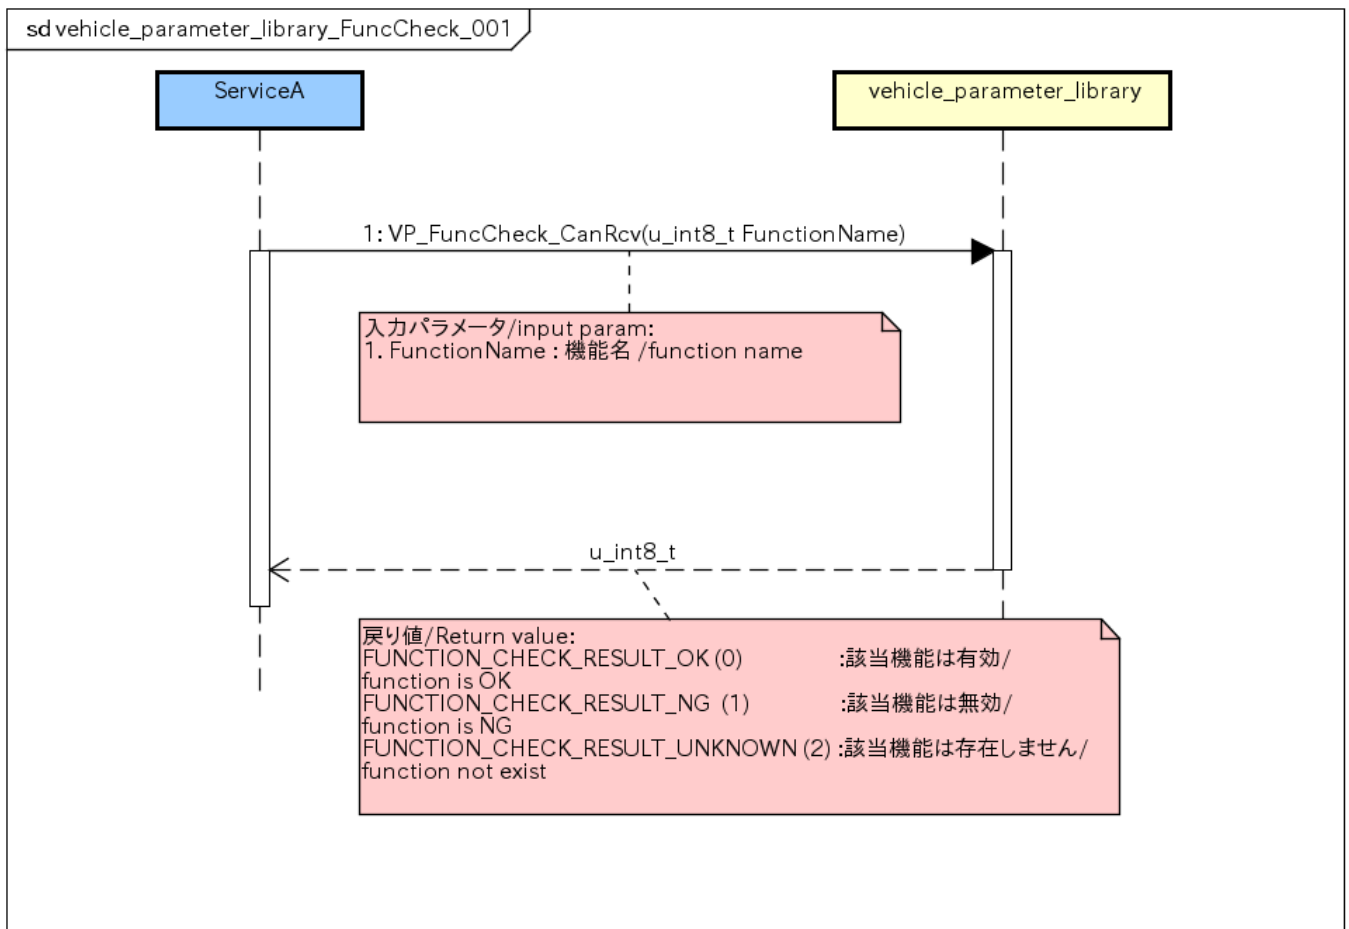 sd vehicle_parameter_library_FuncCheck_001
ServiceA
vehicle_parameter_library
1: VP_FuncCheck_CanRcv(u_int8_t FunctionName)
入力パラメータ/input param:
1. FunctionName : 機能名 /function name
u_int8_t
戻り値/Return value:
FUNCTION_CHECK_RESULT_OK (0) :該当機能は有効/
function is OK
FUNCTION_CHECK_RESULT_NG (1) :該当機能は無効/
function is NG
FUNCTION_CHECK_RESULT_UNKNOWN (2) :該当機能は存在しません/
function not exist